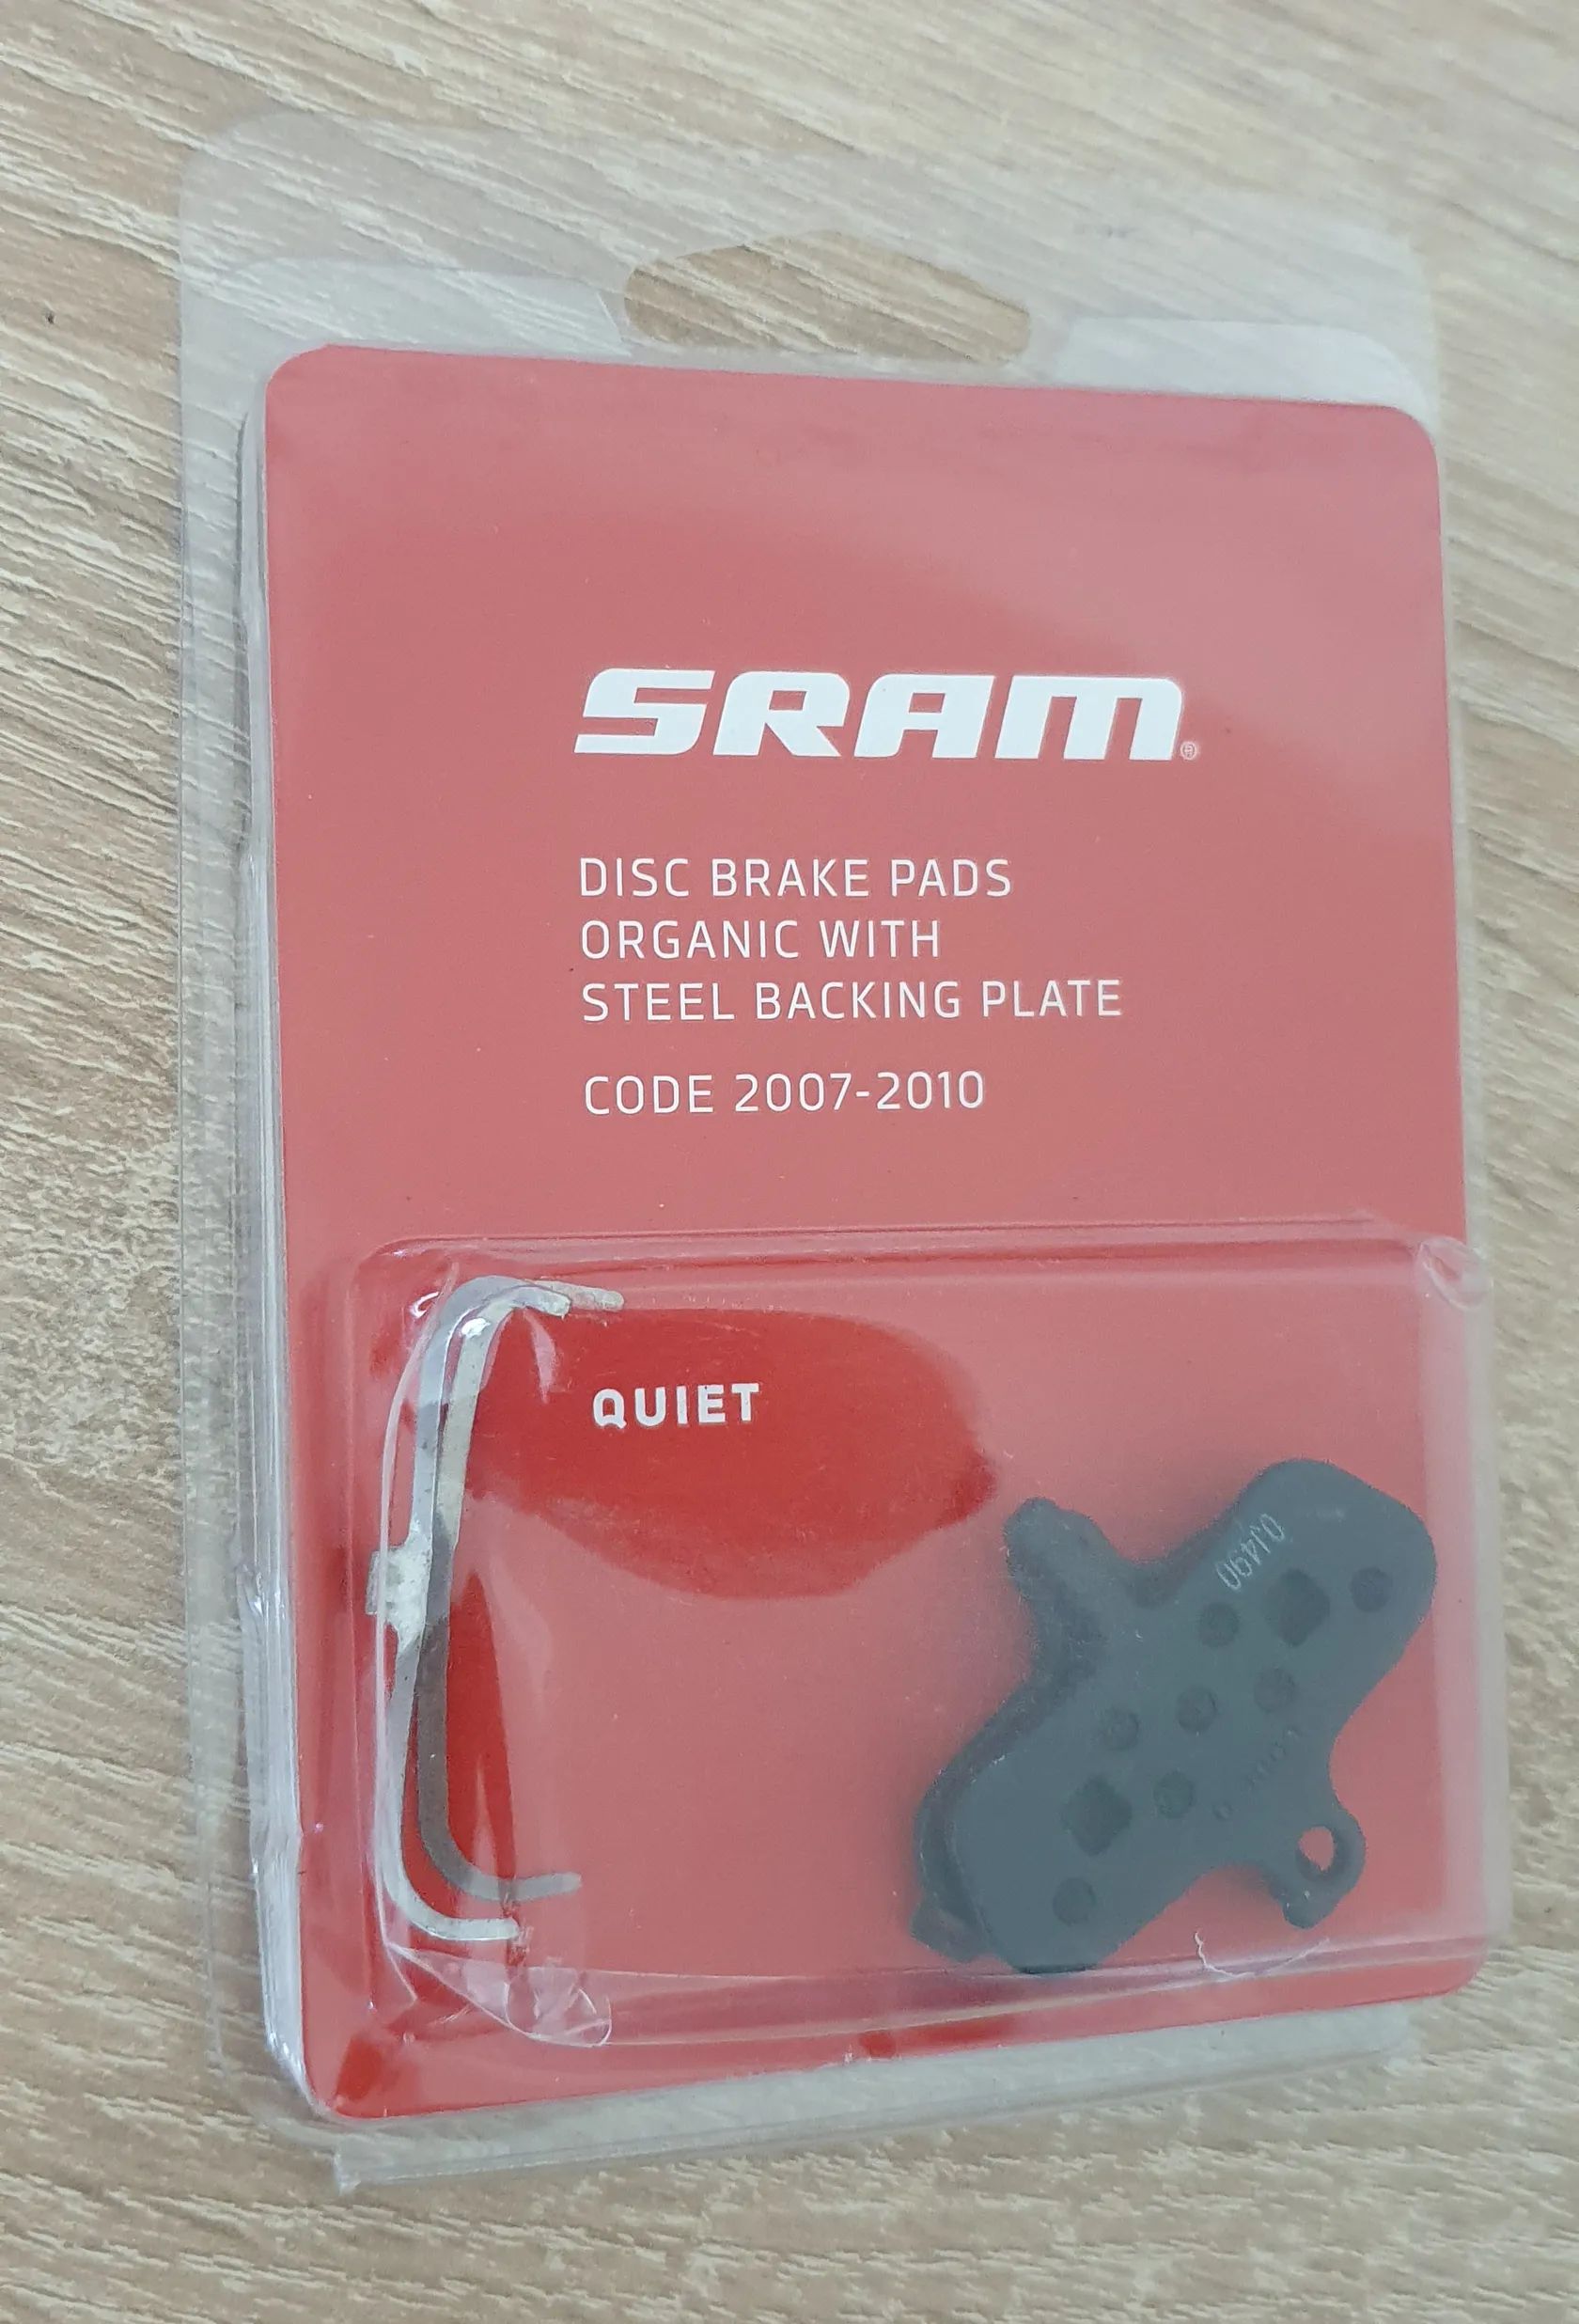 SRAM®
DISC BRAKE PADS
ORGANIC WITH
STEEL BACKING PLATE
CODE 2007-2010
QUIET